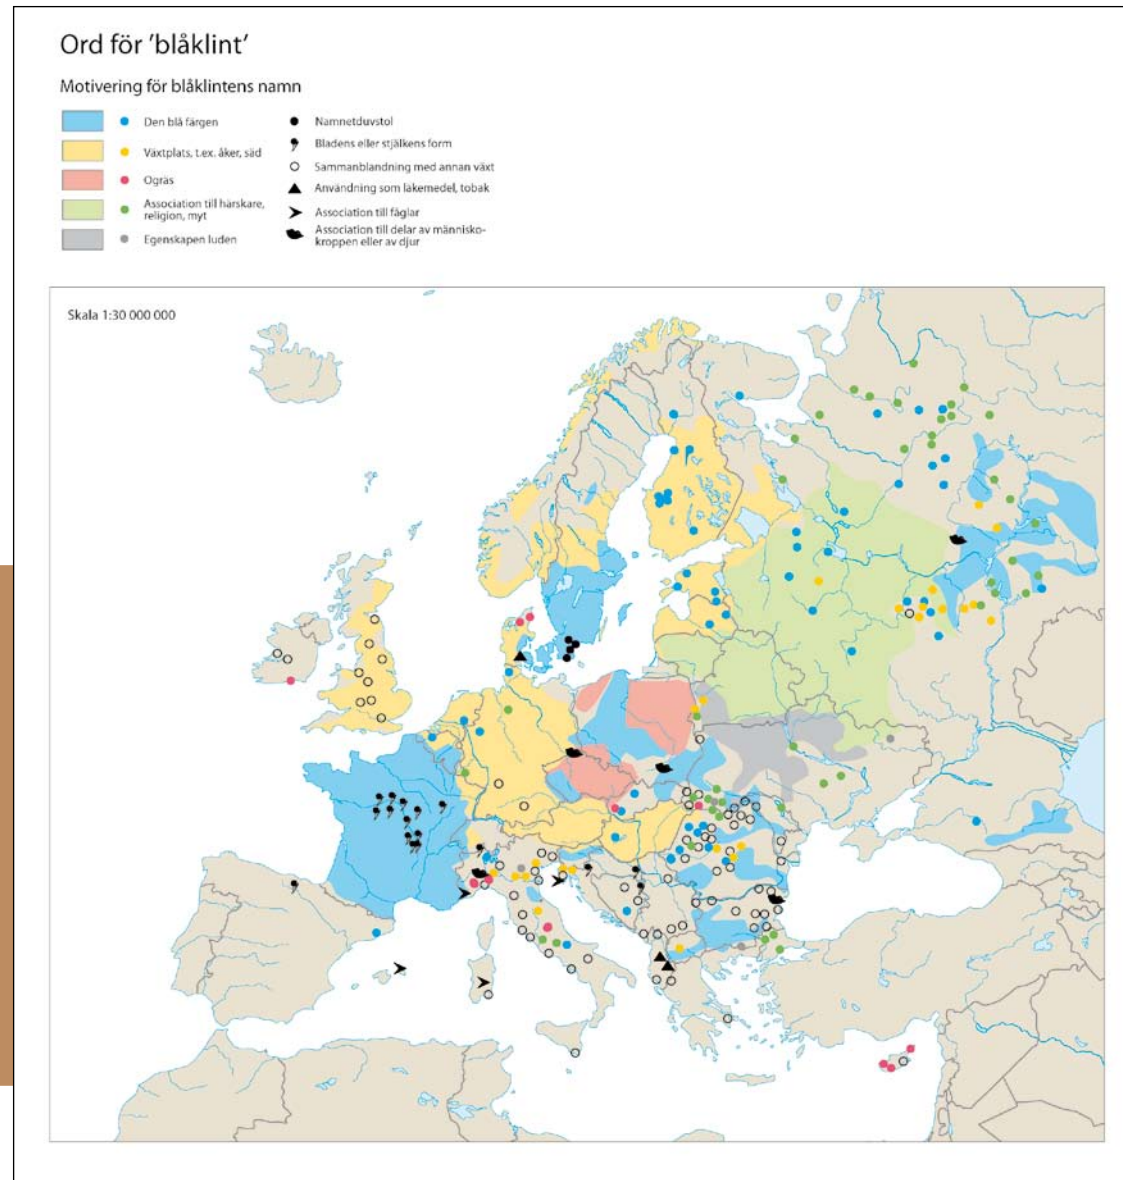 Ord för 'blåklint'
Motivering för blåklintens namn
Den blå färgen
Växtplats, t.ex. åker, säd
Ogräs
Association till härskare,
religion, myt
Egenskapen luden
Namnetduvstol
Bladens eller stjälkens form
Sammanblandning med annan växt
Användning som lakemedel, tobak
Association till fåglar
Association till delar av människo-
kroppen eller av djur
Skala 1:30 000 000